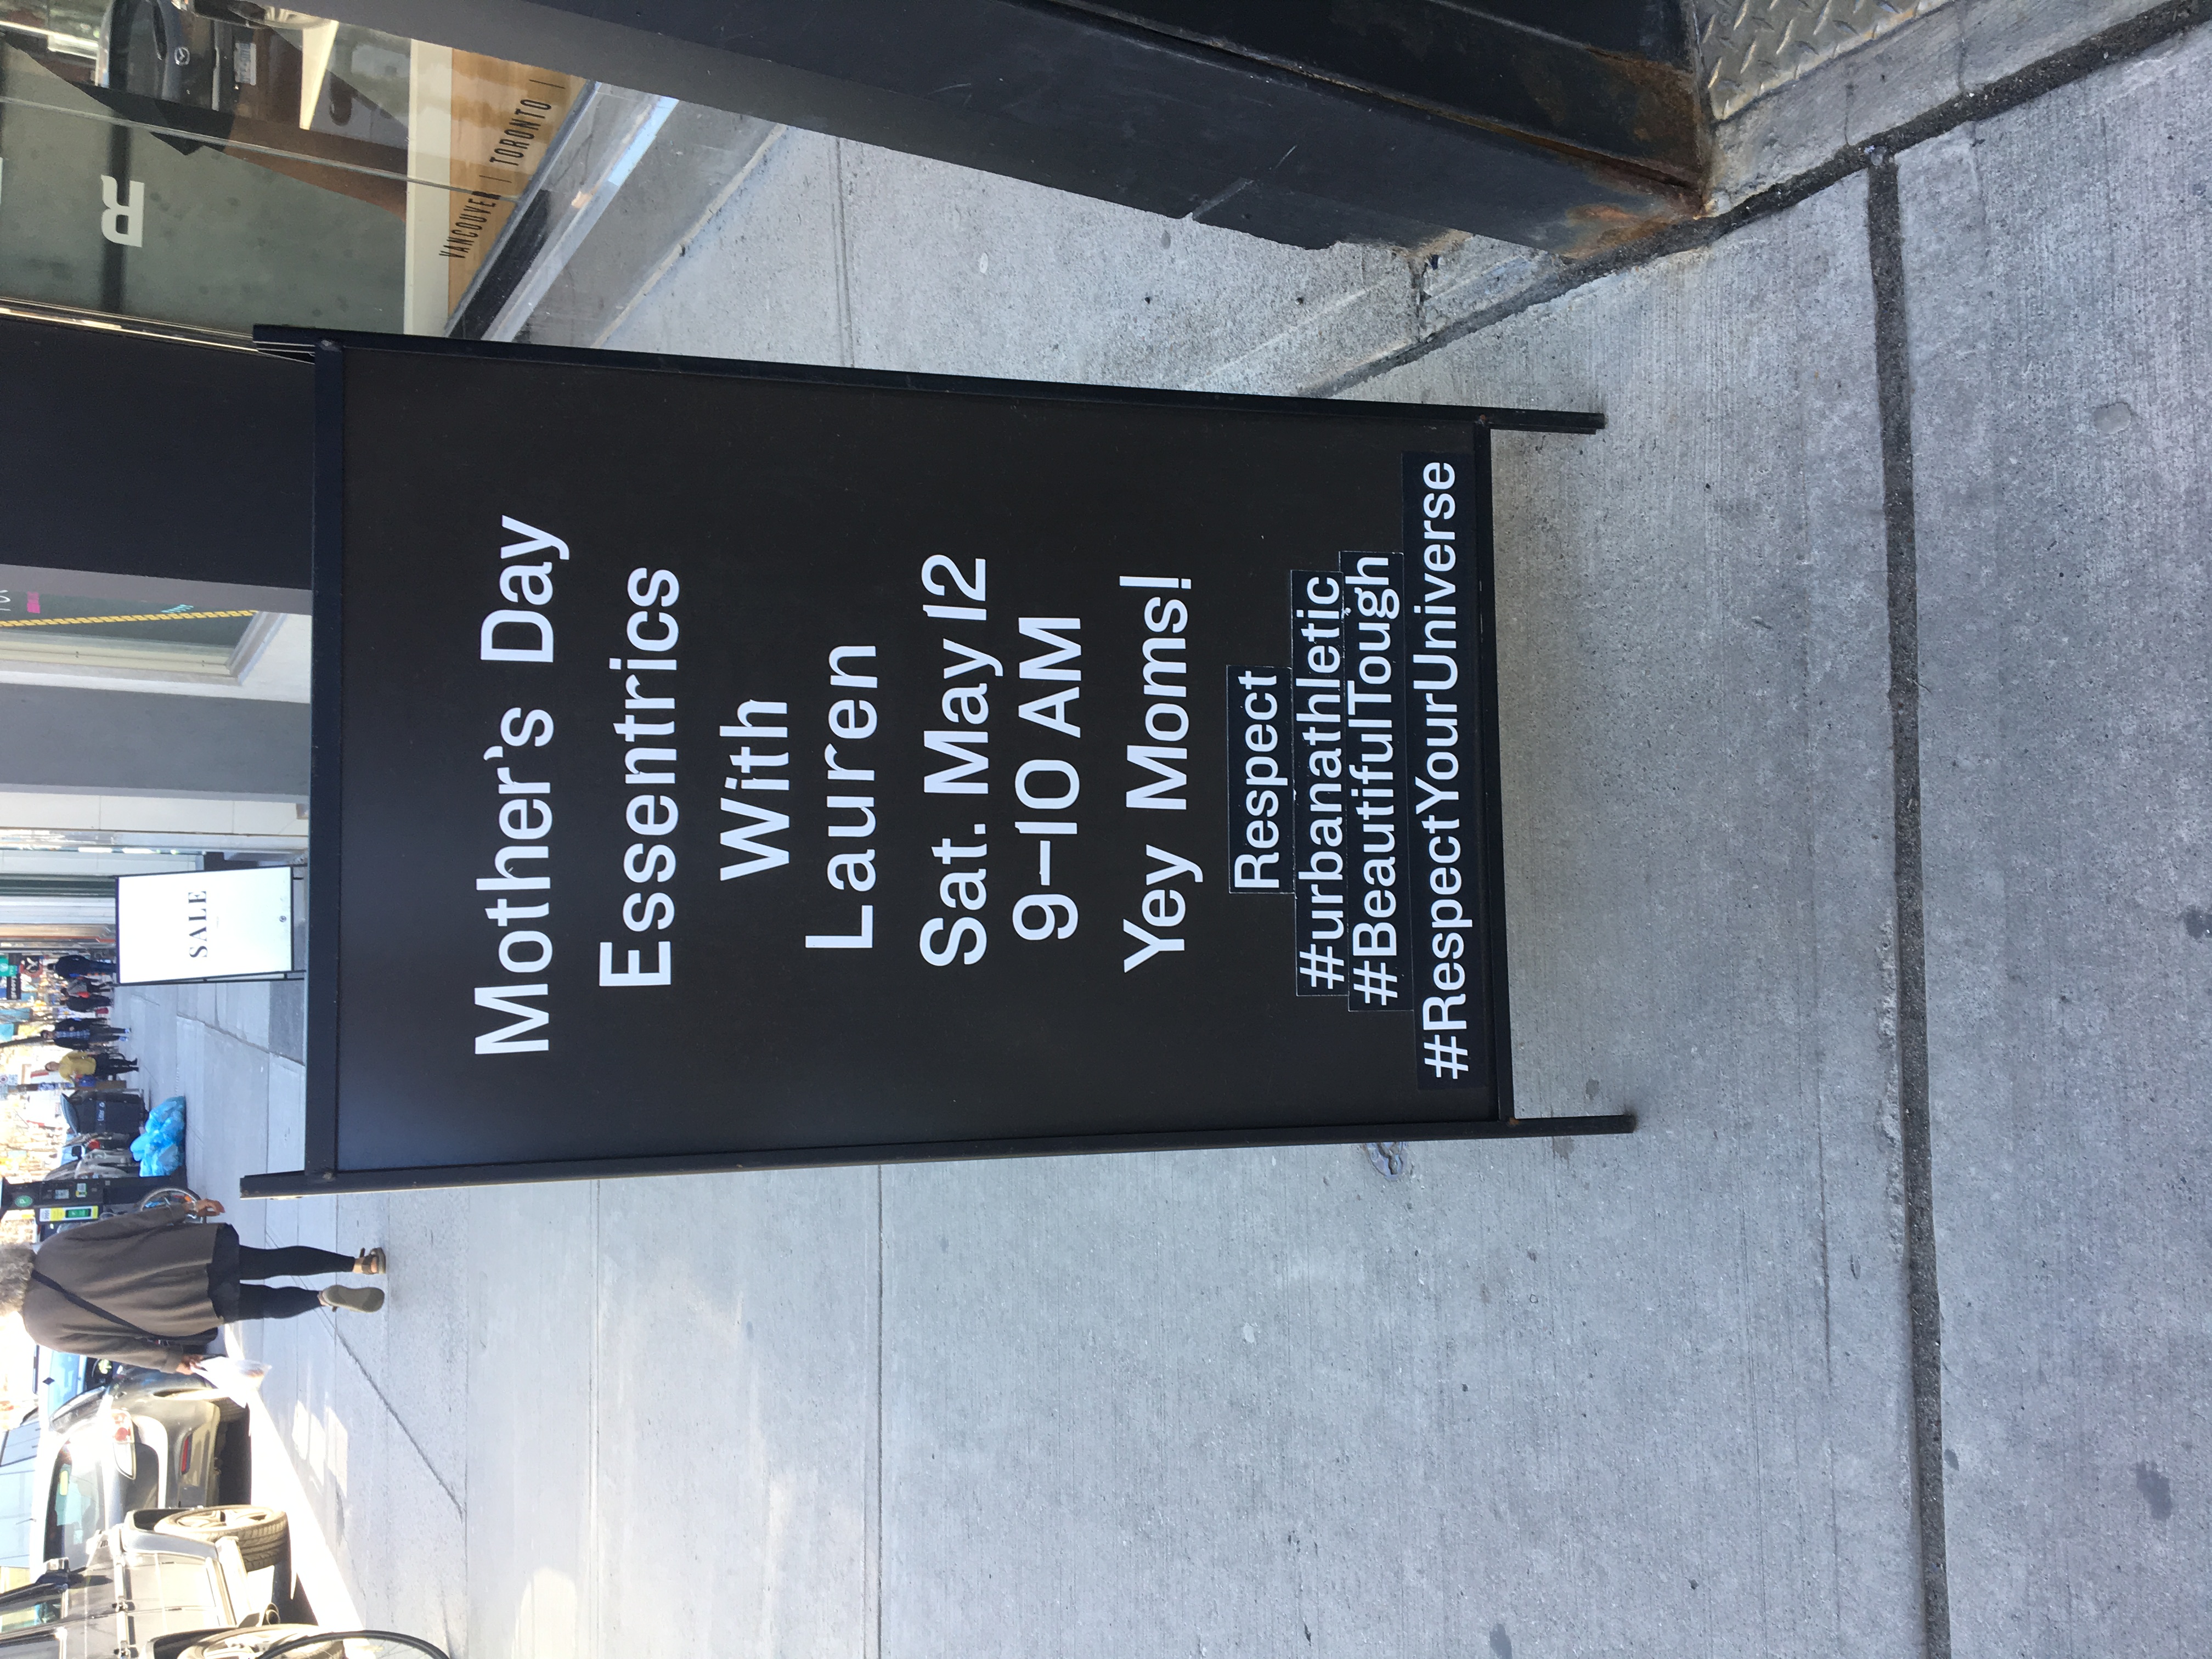 Mother's Day
Essentrics
With
Lauren
Sat. May 12
9-10 AM
Yey Moms!
Respect
#urbanathletic
#BeautifulTough
#RespectYourUniverse
SALE
R
VANCOUVER | TORONTO |